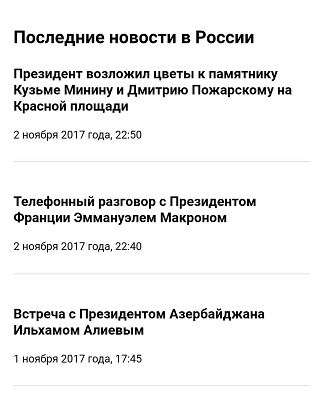 Последние новости в России
Президент возложил цветы к памятнику
Кузьме Минину и Дмитрию Пожарскому на
Красной площади
2 ноября 2017 года, 22:50
Телефонный разговор с Президентом
Франции Эммануэлем Макроном
2 ноября 2017 года, 22:40
Встреча с Президентом Азербайджана
Ильхамом Алиевым
1 ноября 2017 года, 17:45